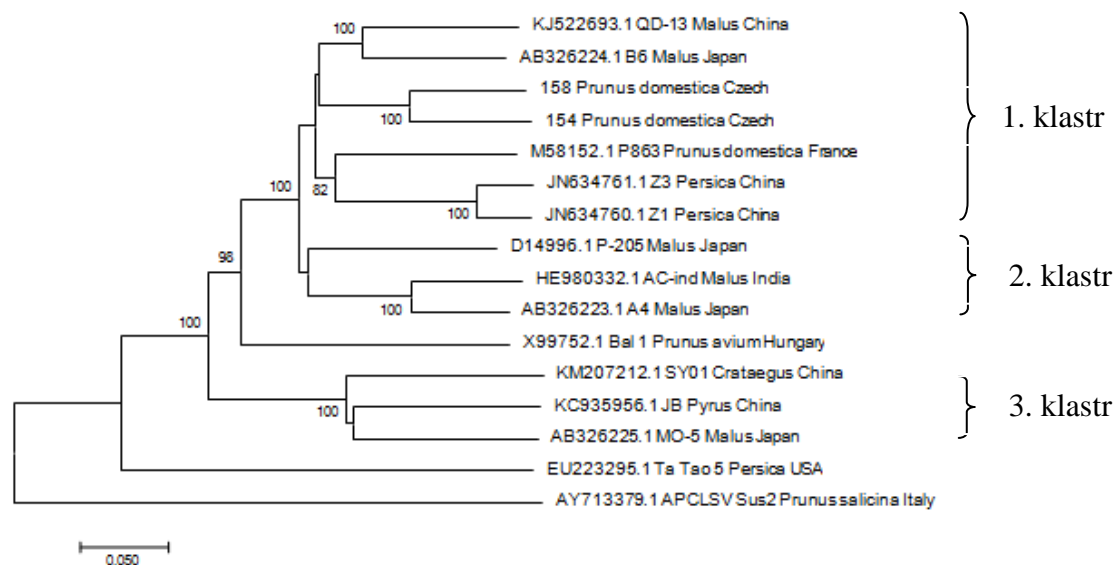 KJ522693.1 QD-13 Malus China
100
AB326224.1 B6 Malus Japan
158 Prunus domestica Czech
1. klastr
100
154 Prunus domestica Czech
M58152.1 P863 Prunus domestica France
100
82
JN634761.1 Z3 Persica China
100
JN634760.1 Z1 Persica China
D14996.1 P-205 Malus Japan
98
HE980332.1 AC-ind Malus India
2. klastr
100
AB326223.1 A4 Malus Japan
100
X99752.1 Bal 1 Prunus avium Hungary
KM207212.1 SY01 Crataegus China
100
KC935956.1 JB Pyrus China
3. klastr
AB326225.1 MO-5 Malus Japan
EU223295.1 Ta Tao 5 Persica USA
AY713379.1 APCLSV Sus2 Prunus salicina Italy
0.050